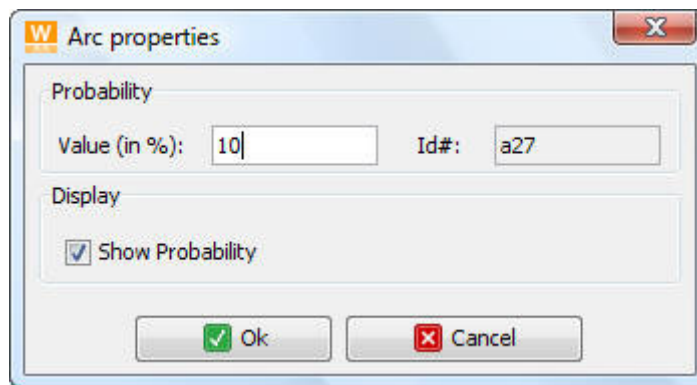 W Arc properties
Probability
Value (in %): 10 Id#: a27
Display
Show Probability
Ok Cancel